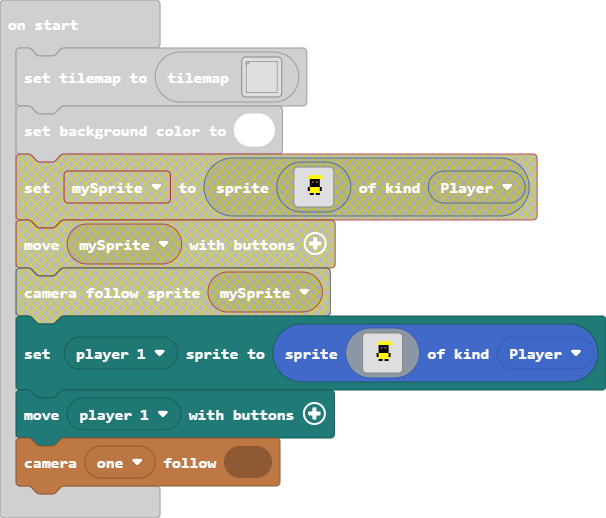 on start
set tilemap to tilemap
set background color to
set mySprite to sprite of kind Player
move mySprite with buttons
camera follow sprite mySprite
set player 1 sprite to sprite of kind Player
move player 1 with buttons
camera one follow